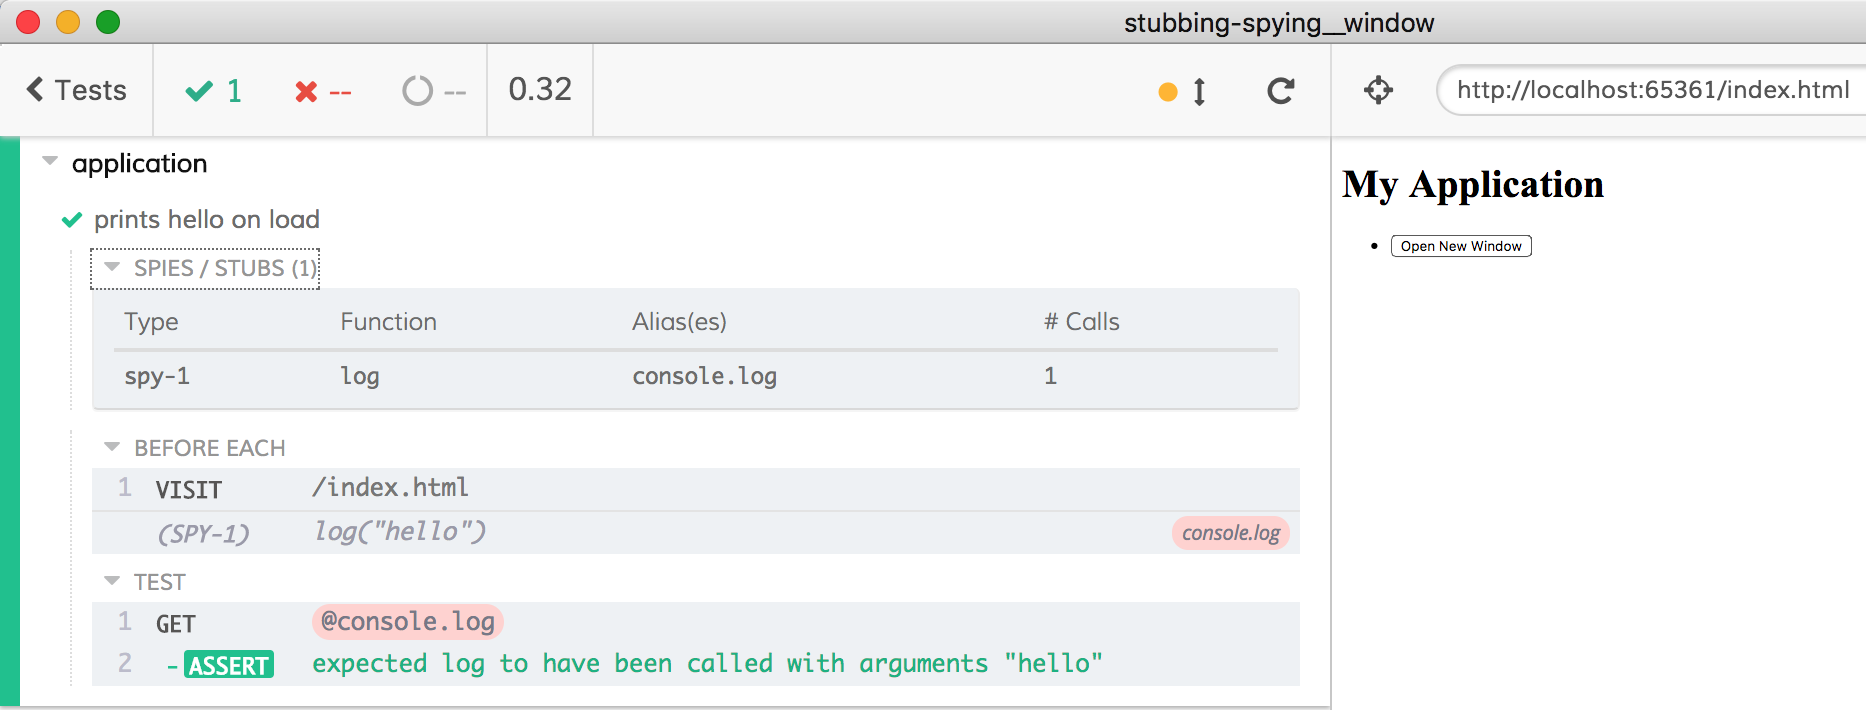 stubbing-spying__window
Tests 1 -- -- 0.32 http://localhost:65361/index.html
application
prints hello on load
SPIES / STUBS (1)
Type Function Alias(es) # Calls
spy-1 log console.log 1
BEFORE EACH
1 VISIT /index.html
(SPY-1) log("hello") console.log
TEST
1 GET @console.log
2 -ASSERT expected log to have been called with arguments "hello"
My Application
Open New Window